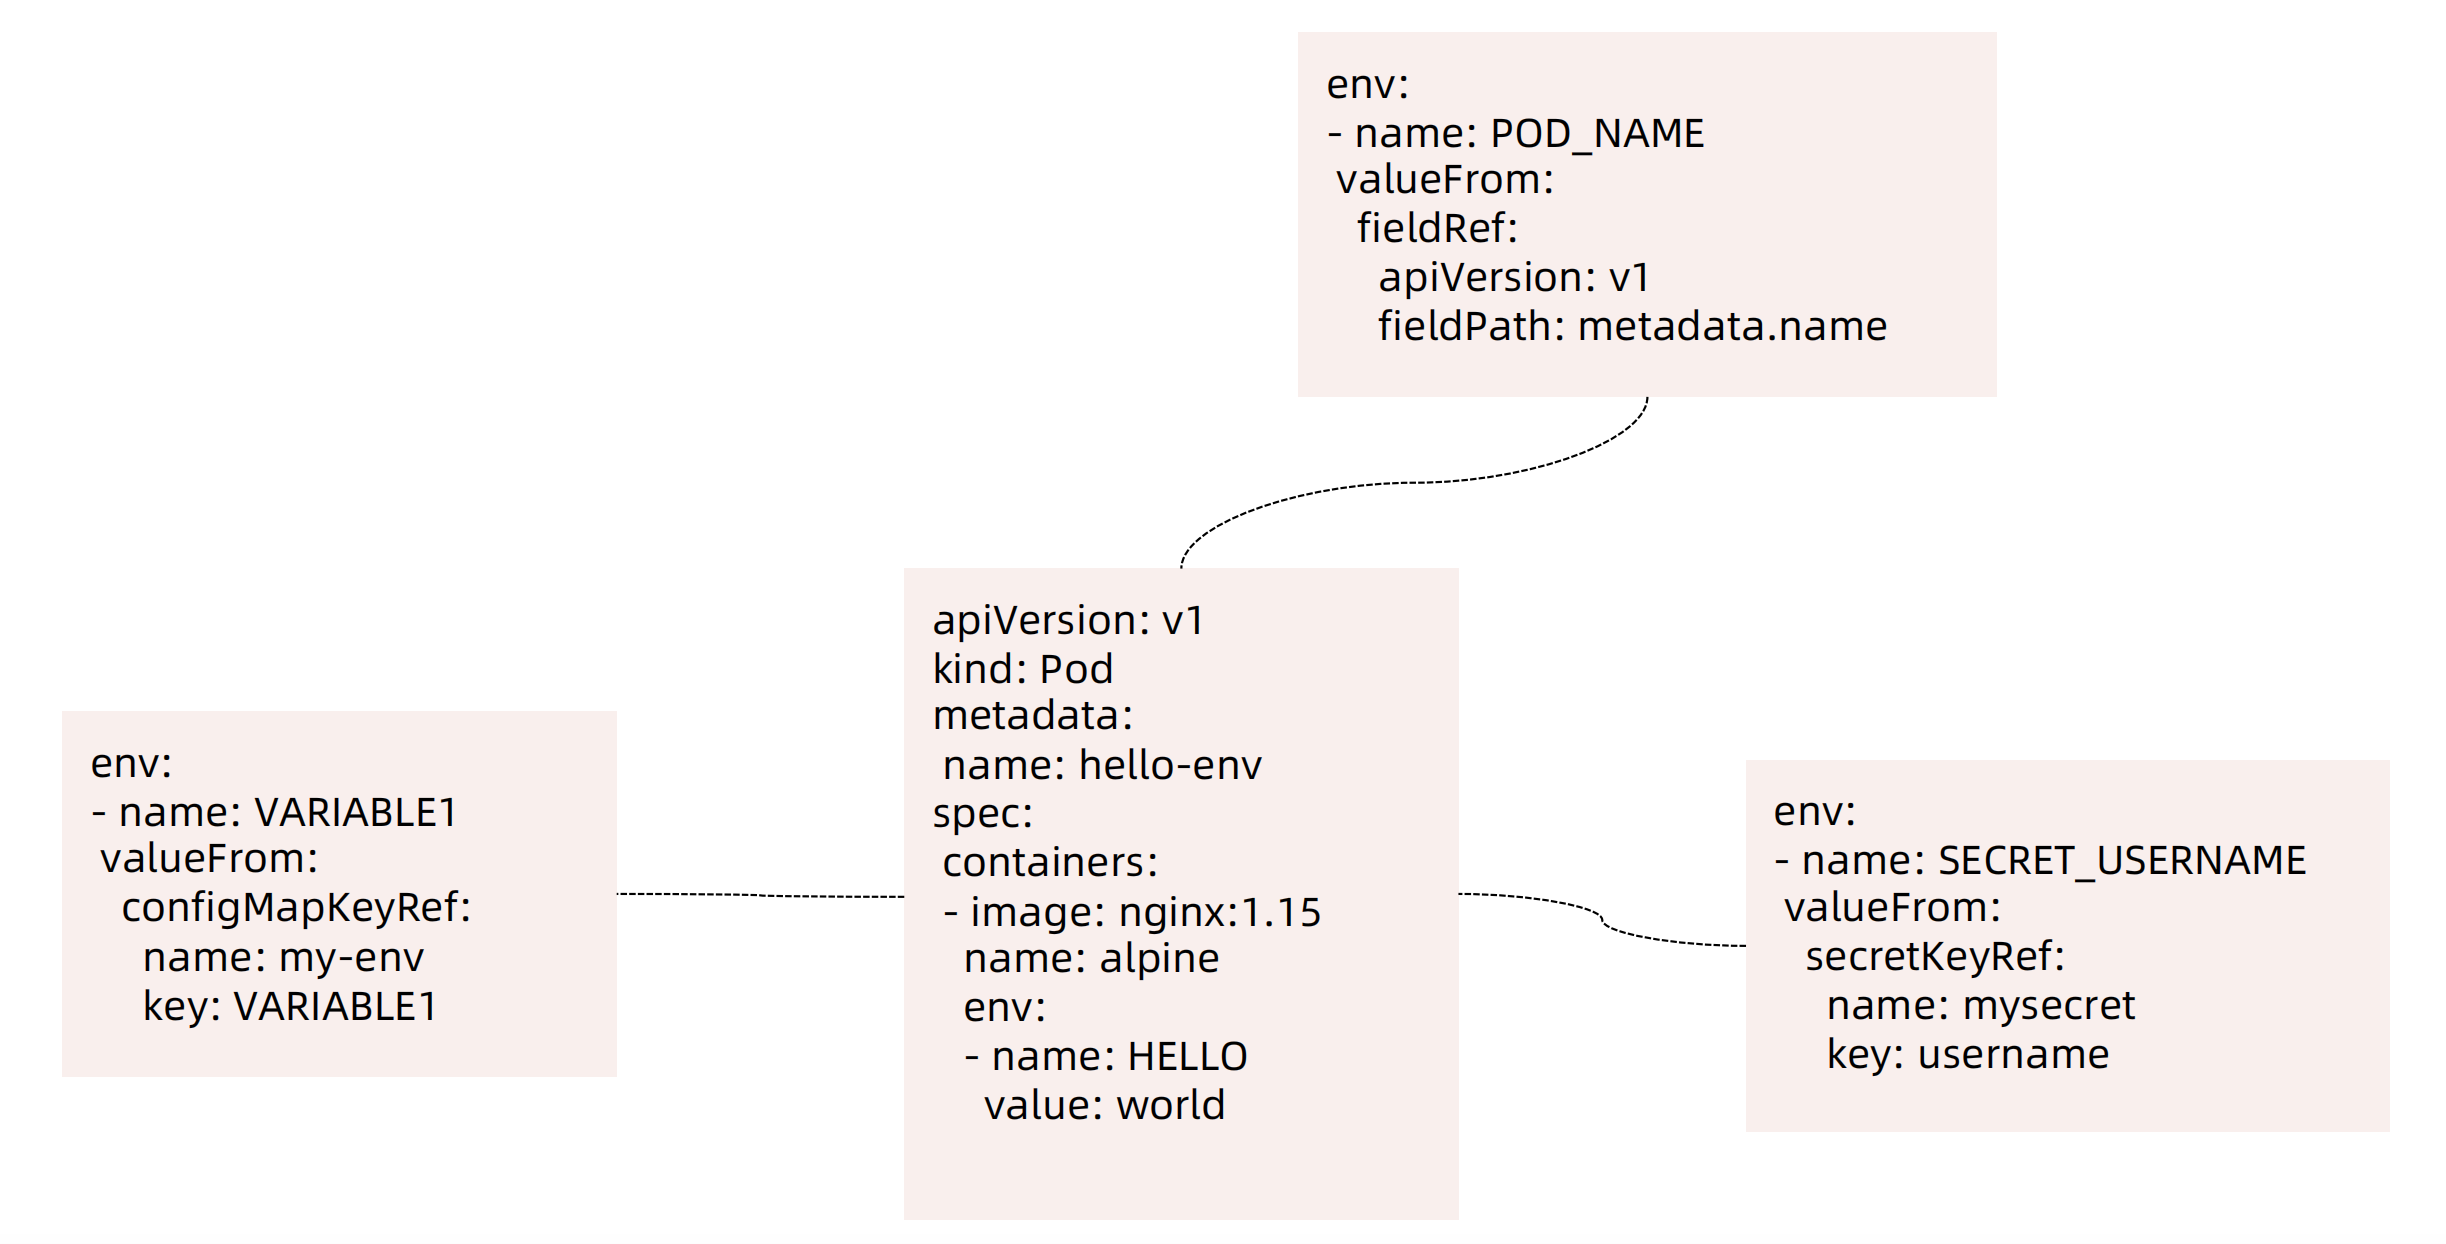 env:
- name: POD_NAME
 valueFrom:
   fieldRef:
     apiVersion: v1
     fieldPath: metadata.name
env:
- name: VARIABLE1
 valueFrom:
   configMapKeyRef:
     name: my-env
     key: VARIABLE1
apiVersion: v1
kind: Pod
metadata:
 name: hello-env
spec:
 containers:
 - image: nginx:1.15
   name: alpine
   env:
   - name: HELLO
     value: world
env:
- name: SECRET_USERNAME
 valueFrom:
   secretKeyRef:
     name: mysecret
     key: username